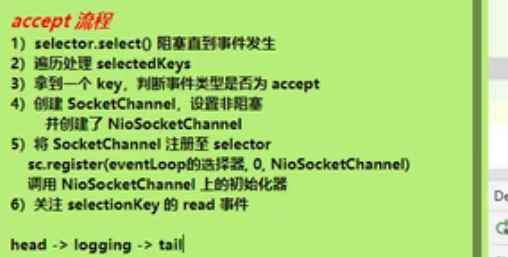 accept 流程
1) selector.select() 阻塞直到事件发生
2) 遍历处理 selectedKeys
3) 拿到一个 key，判断事件类型是否为 accept
4) 创建 SocketChannel，设置非阻塞
并创建了 NioSocketChannel
5) 将 SocketChannel 注册至 selector
sc.register(eventLoop的选择器, 0, NioSocketChannel)
调用 NioSocketChannel 上的初始化器
6) 关注 selectionKey 的 read 事件
head -> logging -> tail
De